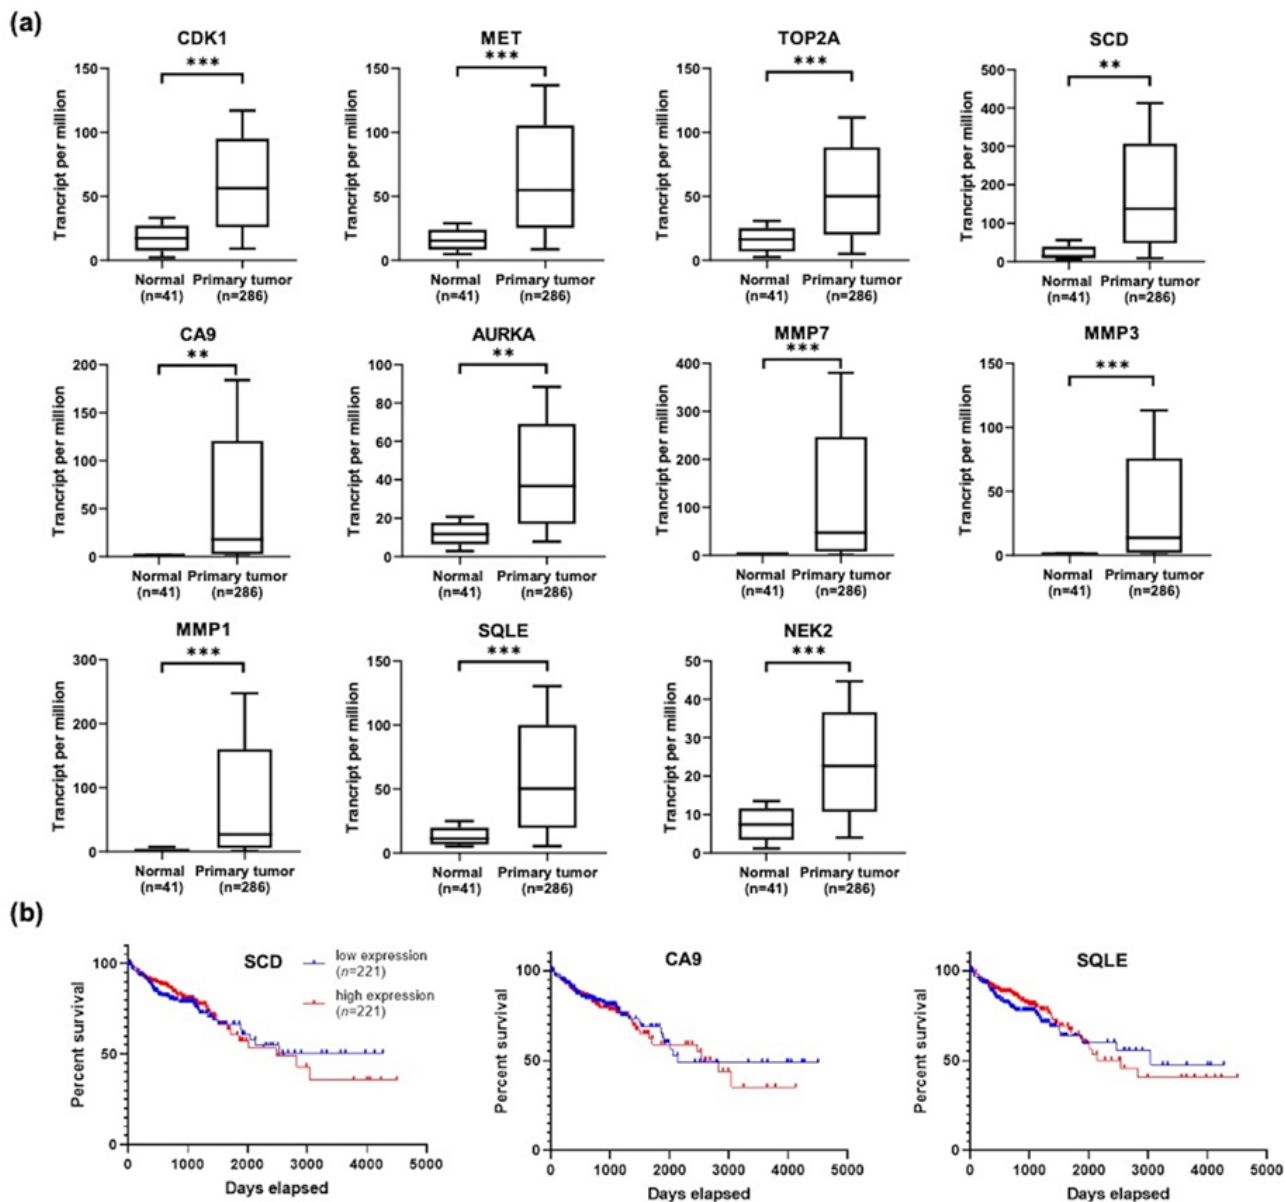 (a)
CDK1
***
Trancript per million
150
100
50
0
Normal
(n=41)
Primary tumor
(n=286)
MET
***
Trancript per million
150
100
50
0
Normal
(n=41)
Primary tumor
(n=286)
TOP2A
***
Trancript per million
150
100
50
0
Normal
(n=41)
Primary tumor
(n=286)
SCD
**
Trancript per million
500
400
300
200
100
0
Normal
(n=41)
Primary tumor
(n=286)
CA9
**
Trancript per million
200
150
100
50
0
Normal
(n=41)
Primary tumor
(n=286)
AURKA
**
Trancript per million
100
80
60
40
20
0
Normal
(n=41)
Primary tumor
(n=286)
MMP7
***
Trancript per million
400
300
200
100
0
Normal
(n=41)
Primary tumor
(n=286)
MMP3
***
Trancript per million
150
100
50
0
Normal
(n=41)
Primary tumor
(n=286)
MMP1
***
Trancript per million
300
200
100
0
Normal
(n=41)
Primary tumor
(n=286)
SQLE
***
Trancript per million
150
100
50
0
Normal
(n=41)
Primary tumor
(n=286)
NEK2
***
Trancript per million
50
40
30
20
10
0
Normal
(n=41)
Primary tumor
(n=286)
(b)
SCD
low expression
(n=221)
high expression
(n=221)
Percent survival
100
50
0
0 1000 2000 3000 4000 5000
Days elapsed
CA9
Percent survival
100
50
0
0 1000 2000 3000 4000 5000
Days elapsed
SQLE
Percent survival
100
50
0
0 1000 2000 3000 4000 5000
Days elapsed